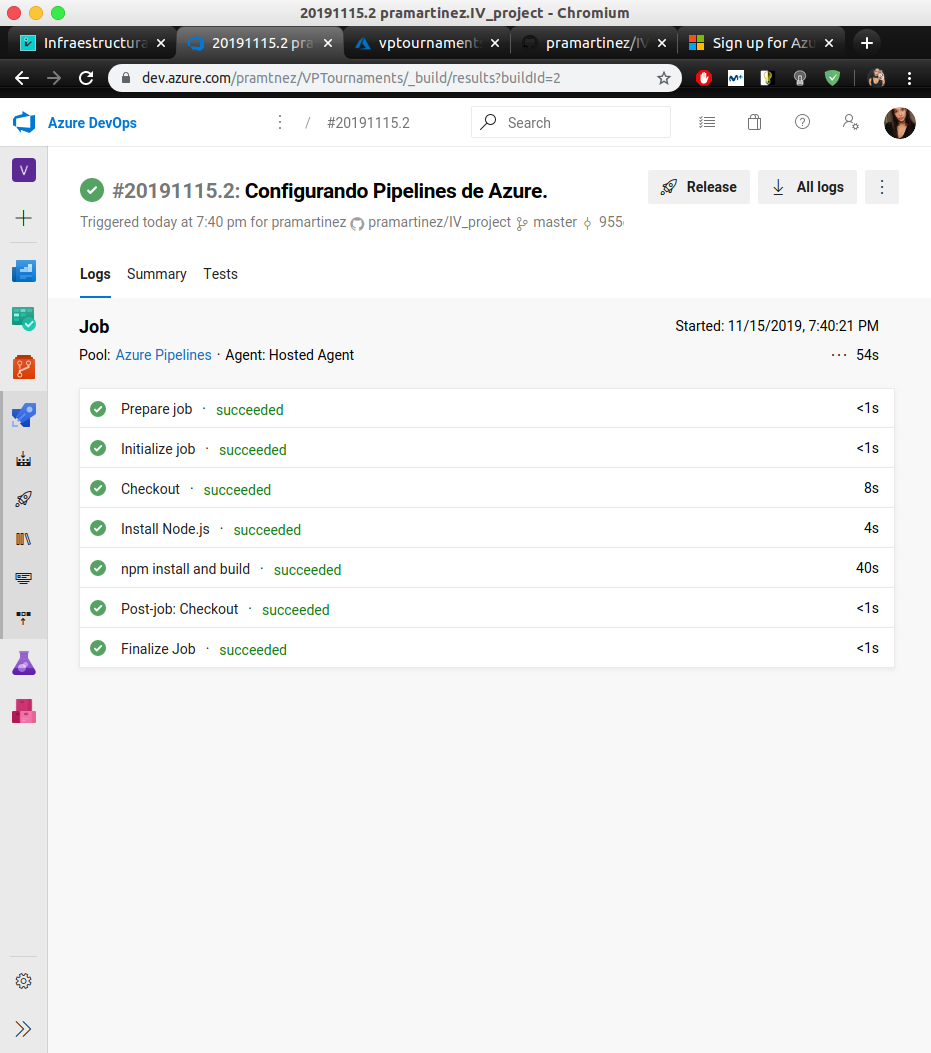 20191115.2 pramartinez.IV_project - Chromium
Infraestructura
20191115.2 pra
vptournament
pramartinez/IV
Sign up for Azu
dev.azure.com/pramtnez/VPTournaments/_build/results?buildId=2
Azure DevOps
/ #20191115.2
Search
V
#20191115.2: Configurando Pipelines de Azure.
Release
All logs
Triggered today at 7:40 pm for pramartinez pramartinez/IV_project master 955
Logs Summary Tests
Job
Started: 11/15/2019, 7:40:21 PM
Pool: Azure Pipelines · Agent: Hosted Agent
··· 54s
Prepare job · succeeded <1s
Initialize job · succeeded <1s
Checkout · succeeded 8s
Install Node.js · succeeded 4s
npm install and build · succeeded 40s
Post-job: Checkout · succeeded <1s
Finalize Job · succeeded <1s